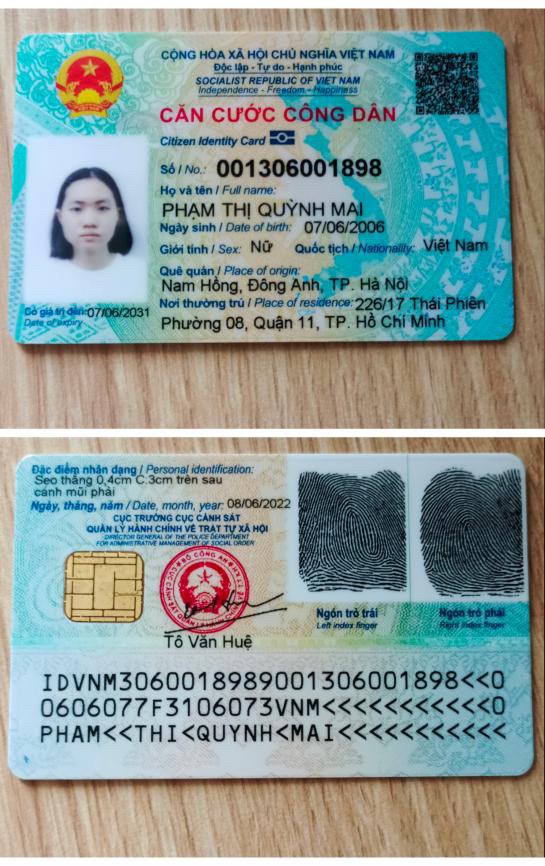 CỘNG HÒA XÃ HỘI CHỦ NGHĨA VIỆT NAM
Độc lập - Tự do - Hạnh phúc
SOCIALIST REPUBLIC OF VIET NAM
Independence - Freedom - Happiness
CĂN CƯỚC CÔNG DÂN
Citizen Identity Card
Số / No.: 001306001898
Họ và tên / Full name:
PHẠM THỊ QUỲNH MAI
Ngày sinh / Date of birth: 07/06/2006
Giới tính / Sex: Nữ Quốc tịch / Nationality: Việt Nam
Quê quán / Place of origin:
Nam Hồng, Đông Anh, TP. Hà Nội
Nơi thường trú / Place of residence: 226/17 Thái Phiên
Phường 08, Quận 11, TP. Hồ Chí Minh
Có giá trị đến: 07/06/2031
Date of expiry
Đặc điểm nhân dạng / Personal identification:
Sẹo thẳng 0,4cm C.3cm trên sau
cánh mũi phải
Ngày, tháng, năm / Date, month, year: 08/06/2022
CỤC TRƯỞNG CỤC CẢNH SÁT
QUẢN LÝ HÀNH CHÍNH VỀ TRẬT TỰ XÃ HỘI
DIRECTOR GENERAL OF THE POLICE DEPARTMENT
FOR ADMINISTRATIVE MANAGEMENT OF SOCIAL ORDER
Tô Văn Huệ
Ngón trỏ trái
Left index finger
Ngón trỏ phải
Right index finger
IDVNM3060018989001306001898<<0
0606077F3106073VNM<<<<<<<<<<<0
PHAM<<THI<QUYNH<MAI<<<<<<<<<<<